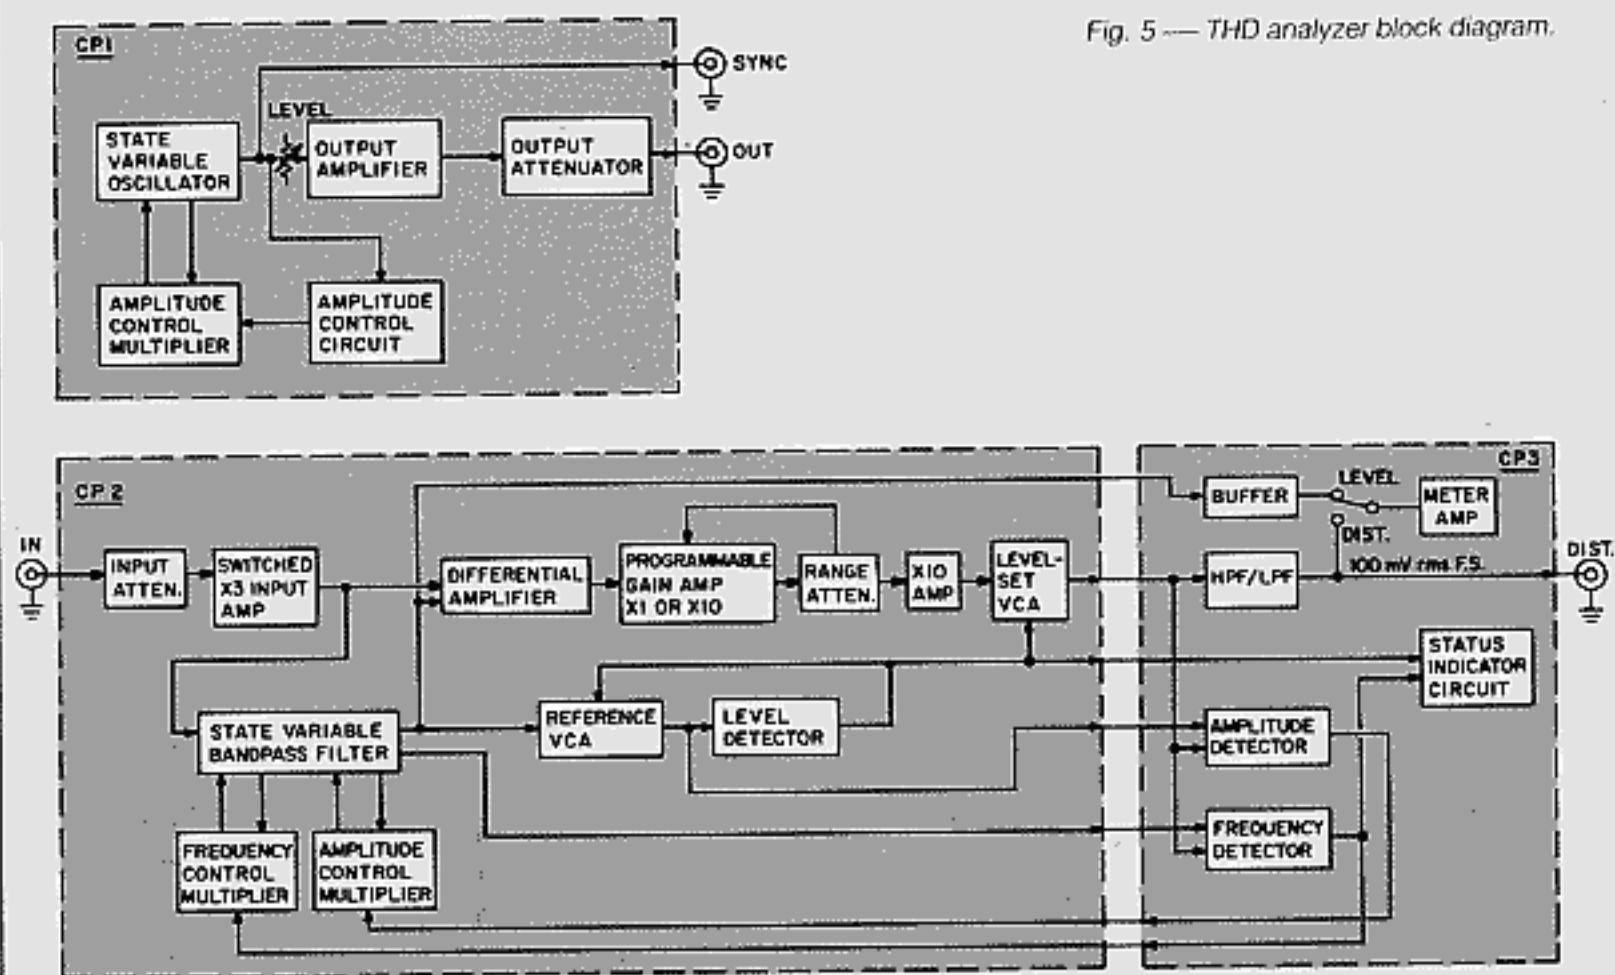 Fig. 5 — THD analyzer block diagram.
CP1
SYNC
LEVEL
STATE
VARIABLE
OSCILLATOR
OUTPUT
AMPLIFIER
OUTPUT
ATTENUATOR
OUT
AMPLITUDE
CONTROL
MULTIPLIER
AMPLITUDE
CONTROL
CIRCUIT
CP2
CP3
IN
INPUT
ATTEN.
SWITCHED
X3 INPUT
AMP
DIFFERENTIAL
AMPLIFIER
PROGRAMMABLE
GAIN AMP
X1 OR X10
RANGE
ATTEN.
X10
AMP
LEVEL-
SET
VCA
BUFFER
LEVEL
DIST.
METER
AMP
HPF/LPF
100 mV rms F.S.
DIST.
STATUS
INDICATOR
CIRCUIT
STATE VARIABLE
BANDPASS FILTER
REFERENCE
VCA
LEVEL
DETECTOR
AMPLITUDE
DETECTOR
FREQUENCY
DETECTOR
FREQUENCY
CONTROL
MULTIPLIER
AMPLITUDE
CONTROL
MULTIPLIER